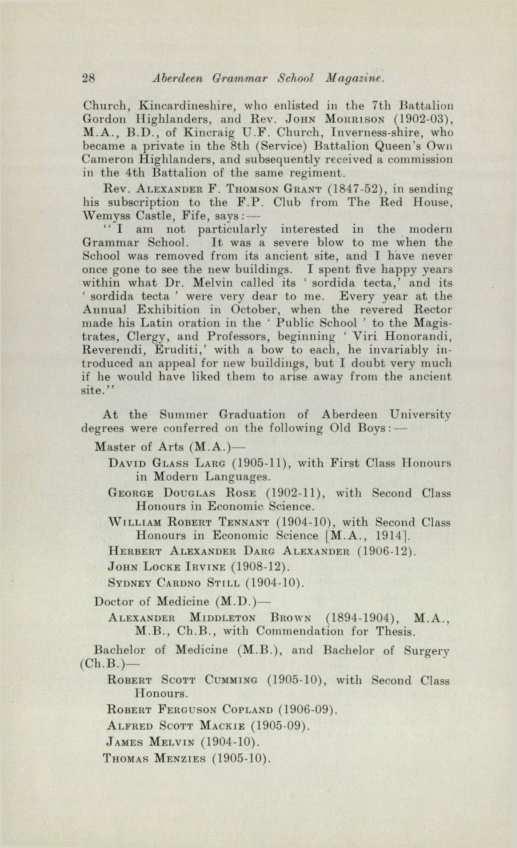 28 Aberdeen Grammar School Magazine.
Church, Kincardineshire, who enlisted in the 7th Battalion
Gordon Highlanders, and Rev. John Morrison (1902-03),
M.A., B.D., of Kincraig U.F. Church, Inverness-shire, who
became a private in the 8th (Service) Battalion Queen's Own
Cameron Highlanders, and subsequently received a commission
in the 4th Battalion of the same regiment.
Rev. Alexander F. Thomson Grant (1847-52), in sending
his subscription to the F.P. Club from The Red House,
Wemyss Castle, Fife, says:—
"I am not particularly interested in the modern
Grammar School. It was a severe blow to me when the
School was removed from its ancient site, and I have never
once gone to see the new buildings. I spent five happy years
within what Dr. Melvin called its ' sordida tecta,' and its
' sordida tecta ' were very dear to me. Every year at the
Annual Exhibition in October, when the revered Rector
made his Latin oration in the ' Public School ' to the Magis-
trates, Clergy, and Professors, beginning ' Viri Honorandi,
Reverendi, Eruditi,' with a bow to each, he invariably in-
troduced an appeal for new buildings, but I doubt very much
if he would have liked them to arise away from the ancient
site."
At the Summer Graduation of Aberdeen University
degrees were conferred on the following Old Boys:—
Master of Arts (M.A.)—
David Glass Larg (1905-11), with First Class Honours
in Modern Languages.
George Douglas Rose (1902-11), with Second Class
Honours in Economic Science.
William Robert Tennant (1904-10), with Second Class
Honours in Economic Science [M.A., 1914].
Herbert Alexander Darg Alexander (1906-12).
John Locke Irvine (1908-12).
Sydney Cardno Still (1904-10).
Doctor of Medicine (M.D.)—
Alexander Middleton Brown (1894-1904), M.A.,
M.B., Ch.B., with Commendation for Thesis.
Bachelor of Medicine (M.B.), and Bachelor of Surgery
(Ch.B.)—
Robert Scott Cumming (1905-10), with Second Class
Honours.
Robert Ferguson Copland (1906-09).
Alfred Scott Mackie (1905-09).
James Melvin (1904-10).
Thomas Menzies (1905-10).